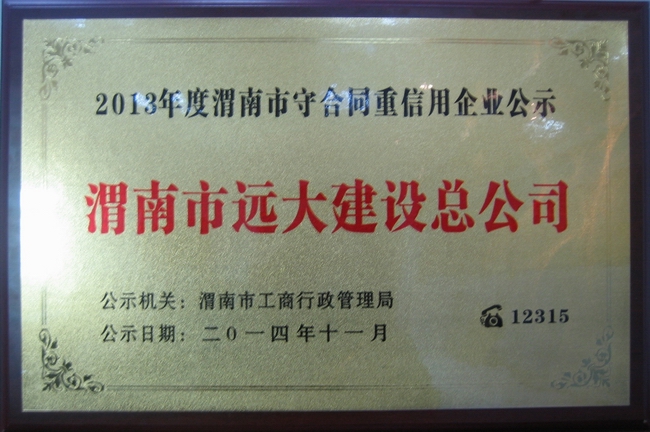 2013年度渭南市守合同重信用企业公示
渭南市远大建设总公司
公示机关：渭南市工商行政管理局
公示日期：二〇一四年十一月
☎12315